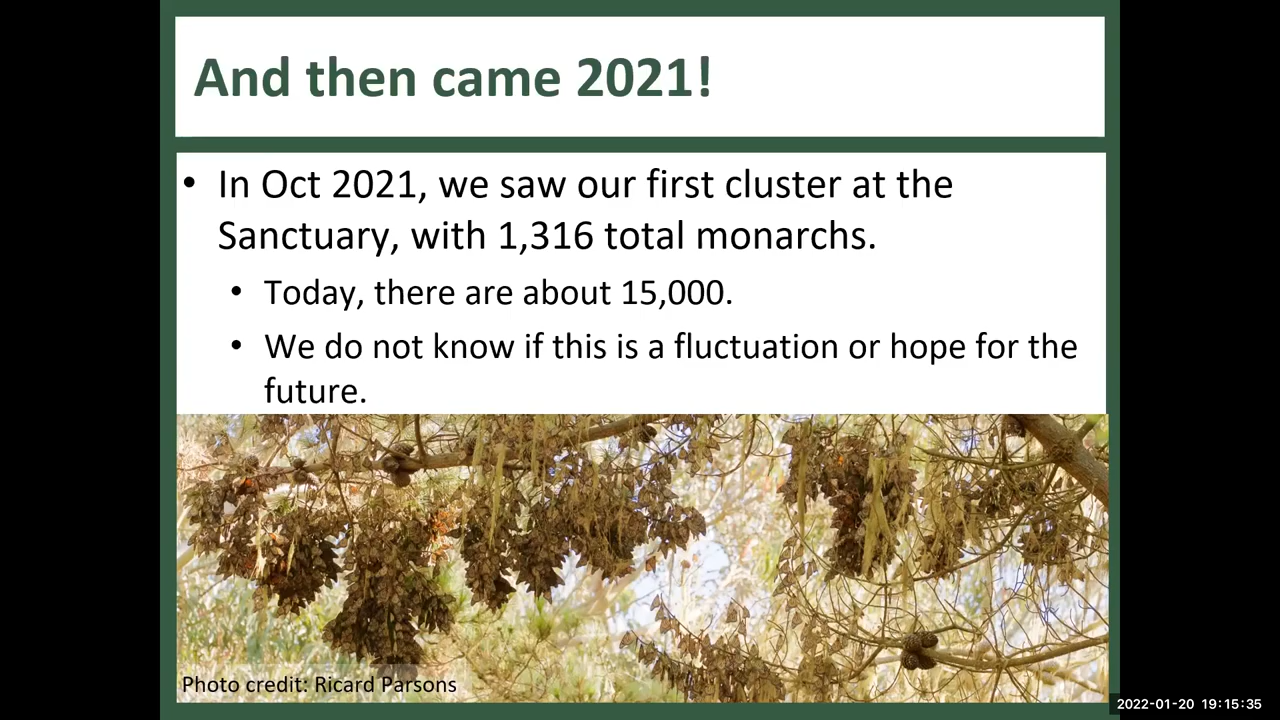 And then came 2021!
• In Oct 2021, we saw our first cluster at the
Sanctuary, with 1,316 total monarchs.
• Today, there are about 15,000.
• We do not know if this is a fluctuation or hope for the
future.
Photo credit: Ricard Parsons
2022-01-20 19:15:35